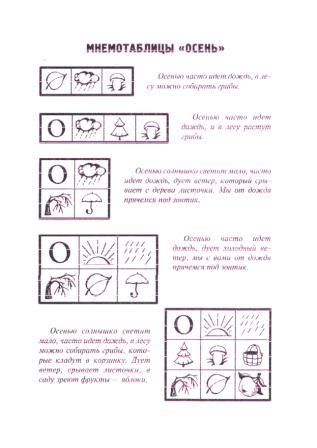 МНЕМОТАБЛИЦЫ «ОСЕНЬ»
Осенью часто идет дождь, в ле-
су можно собирать грибы.
О
Осенью часто идет
дождь, и в лесу растут
грибы.
О
Осенью солнышко светит мало, часто
идет дождь, дует ветер, который сры-
вает с дерева листочки. Мы от дождя
прячемся под зонтик.
О
Осенью часто идет
дождь, дует холодный ве-
тер, мы с вами от дождя
прячемся под зонтик.
О
Осенью солнышко светит
мало, часто идет дождь, в лесу
можно собирать грибы, кото-
рые кладут в корзинку. Дует
ветер, срывает листочки, в
саду зреют фрукты — яблоки.